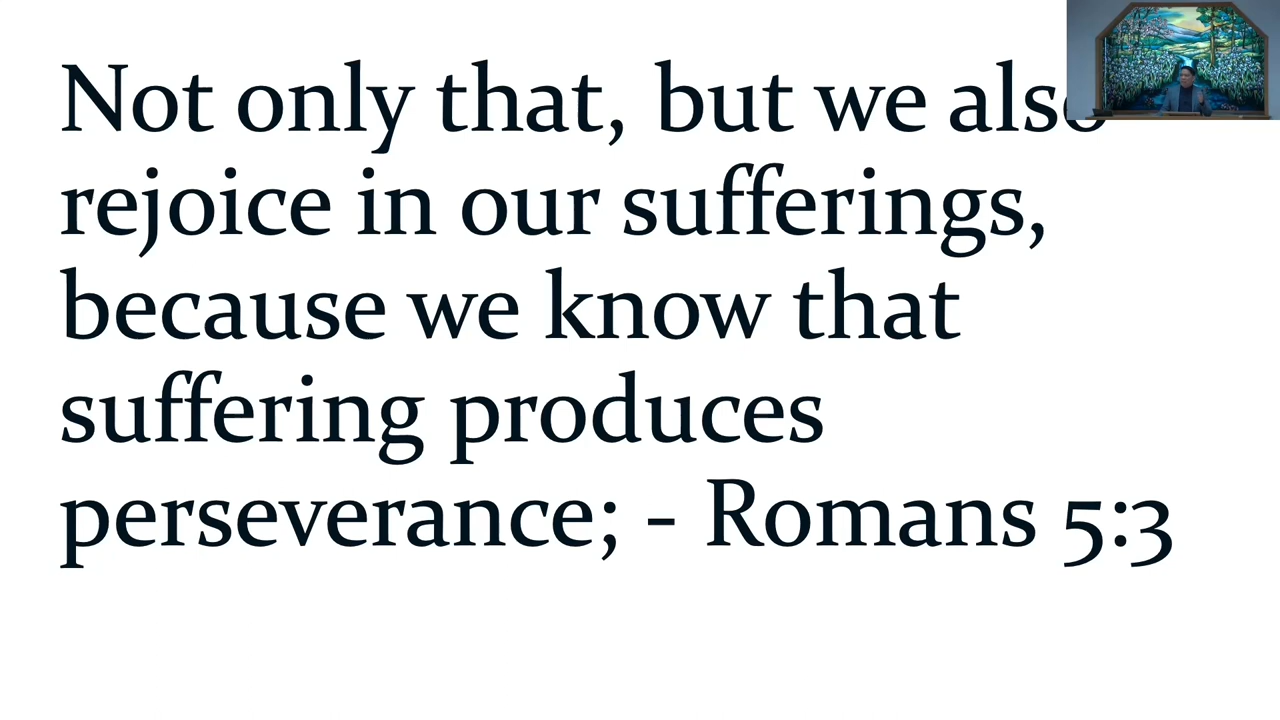 Not only that, but we also
rejoice in our sufferings,
because we know that
suffering produces
perseverance; - Romans 5:3